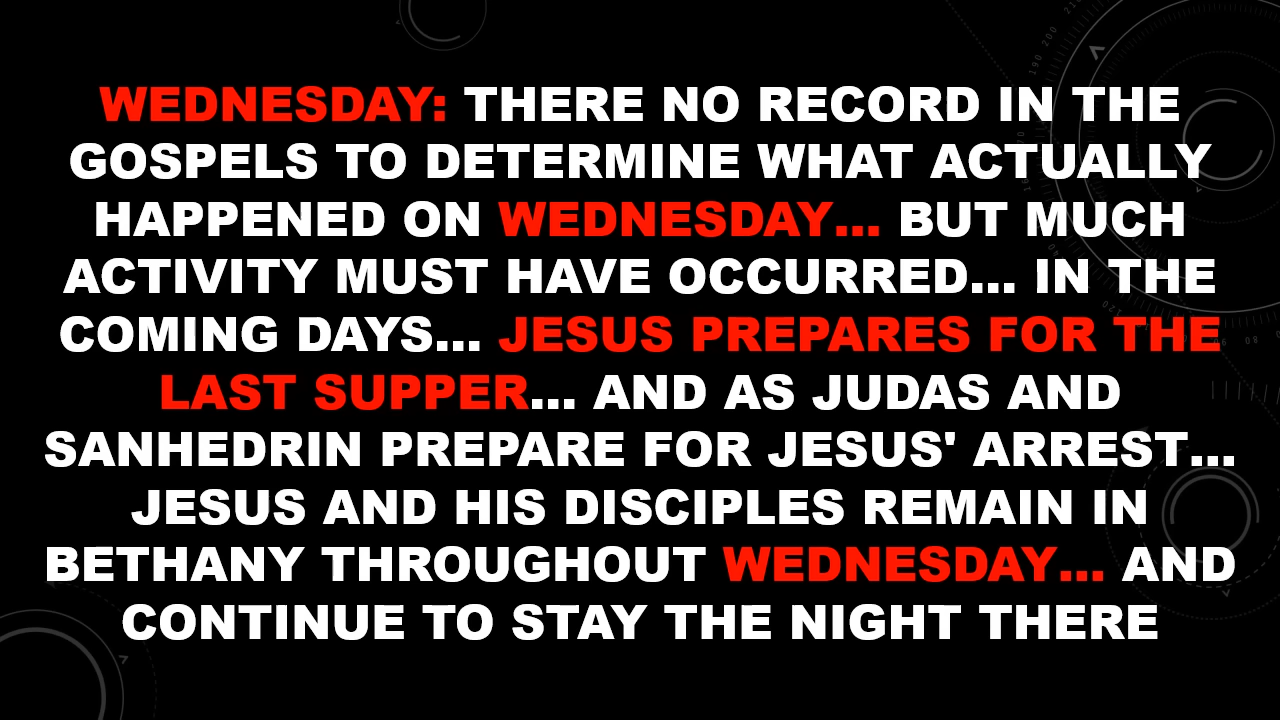 WEDNESDAY: THERE NO RECORD IN THE
GOSPELS TO DETERMINE WHAT ACTUALLY
HAPPENED ON WEDNESDAY... BUT MUCH
ACTIVITY MUST HAVE OCCURRED... IN THE
COMING DAYS... JESUS PREPARES FOR THE
LAST SUPPER... AND AS JUDAS AND
SANHEDRIN PREPARE FOR JESUS' ARREST...
JESUS AND HIS DISCIPLES REMAIN IN
BETHANY THROUGHOUT WEDNESDAY... AND
CONTINUE TO STAY THE NIGHT THERE